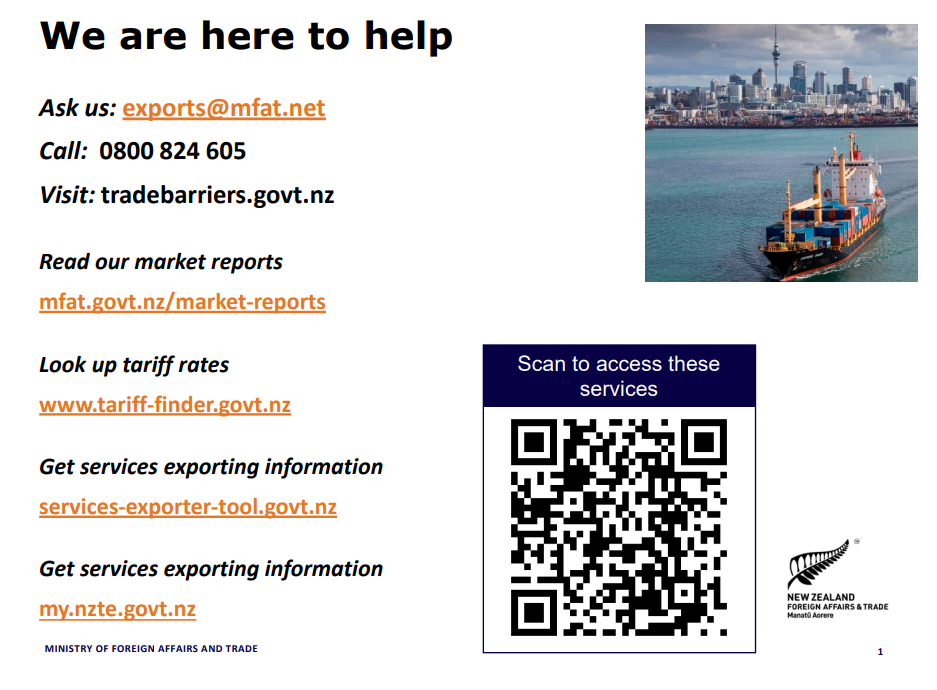 We are here to help
Ask us: exports@mfat.net
Call: 0800 824 605
Visit: tradebarriers.govt.nz
Read our market reports
mfat.govt.nz/market-reports
Look up tariff rates
www.tariff-finder.govt.nz
Get services exporting information
services-exporter-tool.govt.nz
Get services exporting information
my.nzte.govt.nz
Scan to access these
services
NEW ZEALAND
FOREIGN AFFAIRS & TRADE
Manatū Aorere
MINISTRY OF FOREIGN AFFAIRS AND TRADE
1